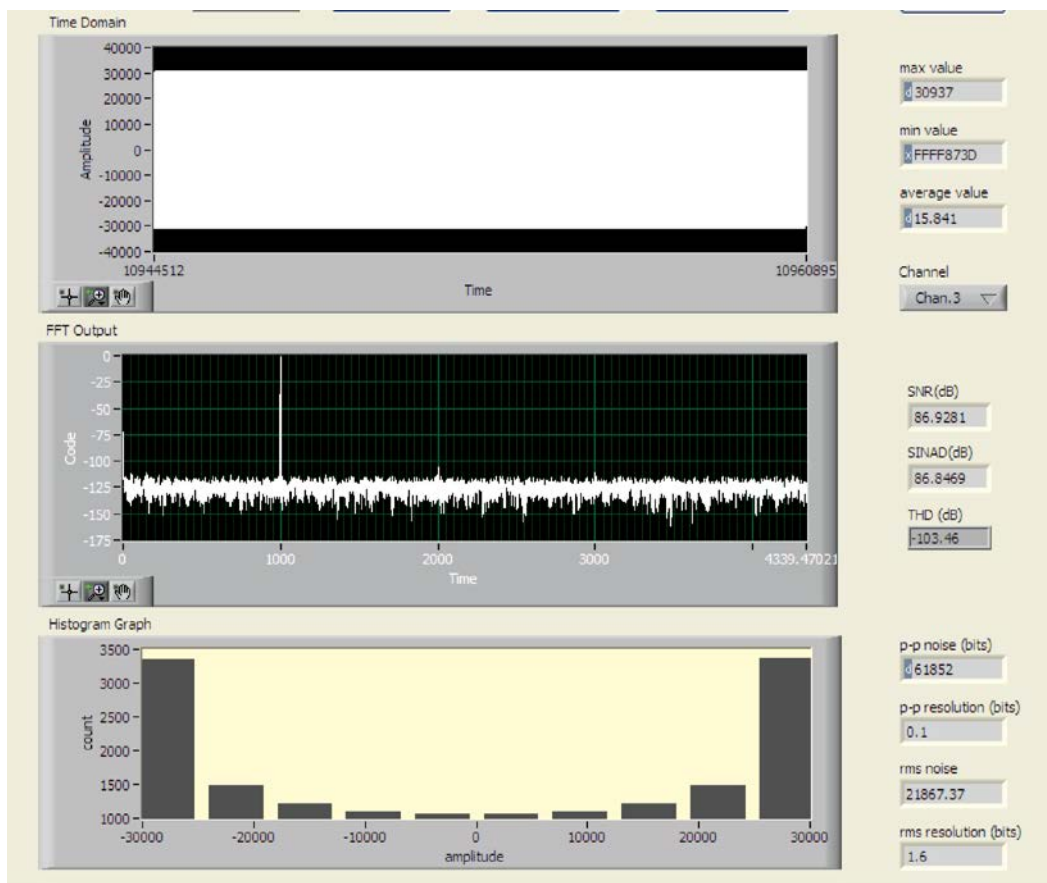 Time Domain
40000
30000
20000
10000
0
-10000
-20000
-30000
-40000
Amplitude
10944512
10960895
Time
max value
d 30937
min value
x FFFF873D
average value
d 15.841
Channel
Chan.3
FFT Output
0
-25
-50
-75
-100
-125
-150
-175
Code
0
1000
2000
3000
4339.47021
Time
SNR(dB)
86.9281
SINAD(dB)
86.8469
THD (dB)
-103.46
Histogram Graph
3500
3000
2500
2000
1500
1000
count
-30000
-20000
-10000
0
10000
20000
30000
amplitude
p-p noise (bits)
d 61852
p-p resolution (bits)
0.1
rms noise
21867.37
rms resolution (bits)
1.6